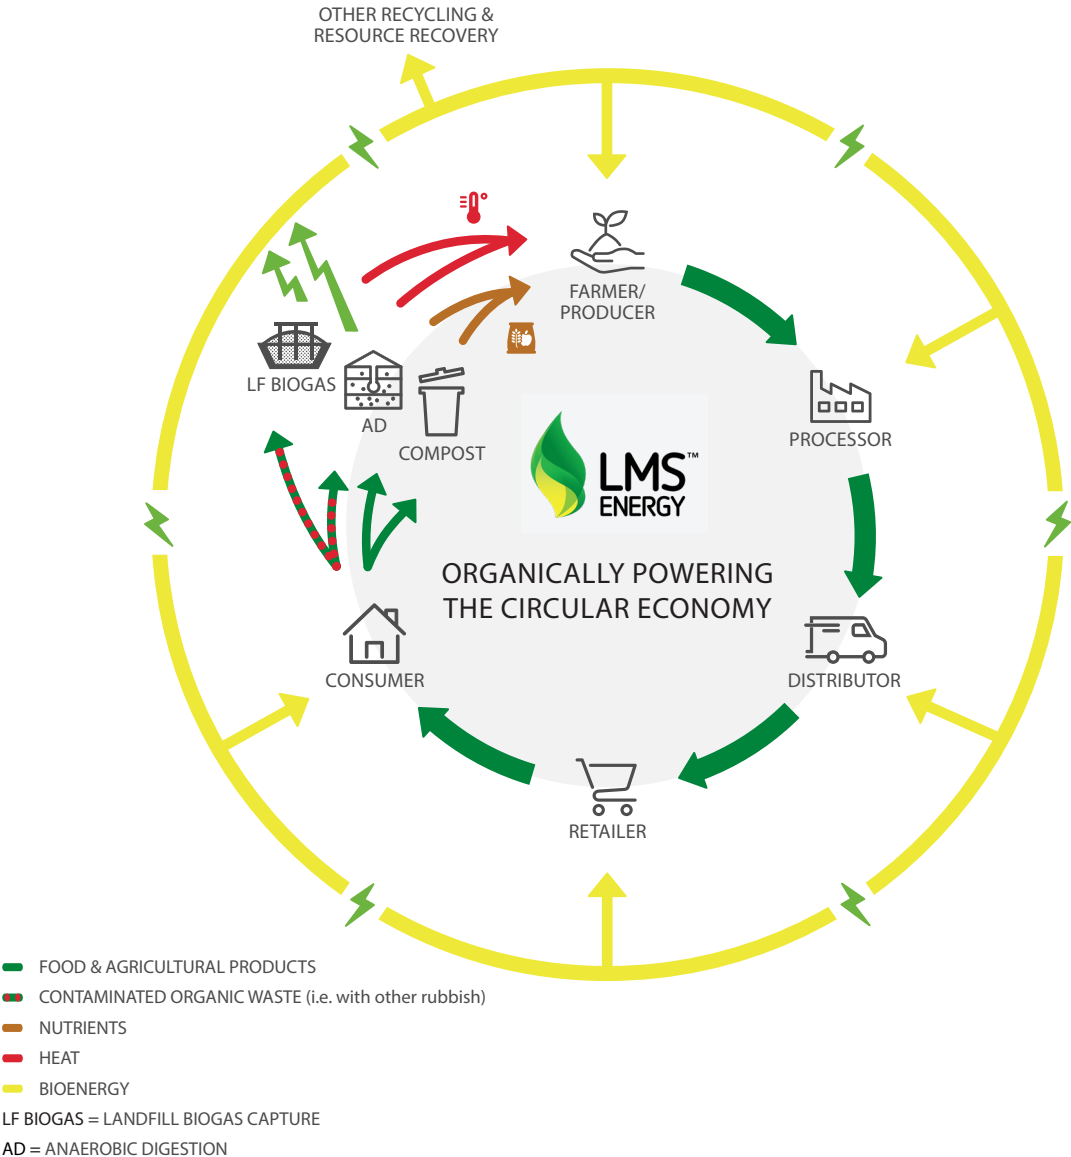 OTHER RECYCLING &
RESOURCE RECOVERY
FARMER/
PRODUCER
LF BIOGAS
AD
COMPOST
PROCESSOR
LMS™
ENERGY
ORGANICALLY POWERING
THE CIRCULAR ECONOMY
CONSUMER
DISTRIBUTOR
RETAILER
FOOD & AGRICULTURAL PRODUCTS
CONTAMINATED ORGANIC WASTE (i.e. with other rubbish)
NUTRIENTS
HEAT
BIOENERGY
LF BIOGAS = LANDFILL BIOGAS CAPTURE
AD = ANAEROBIC DIGESTION